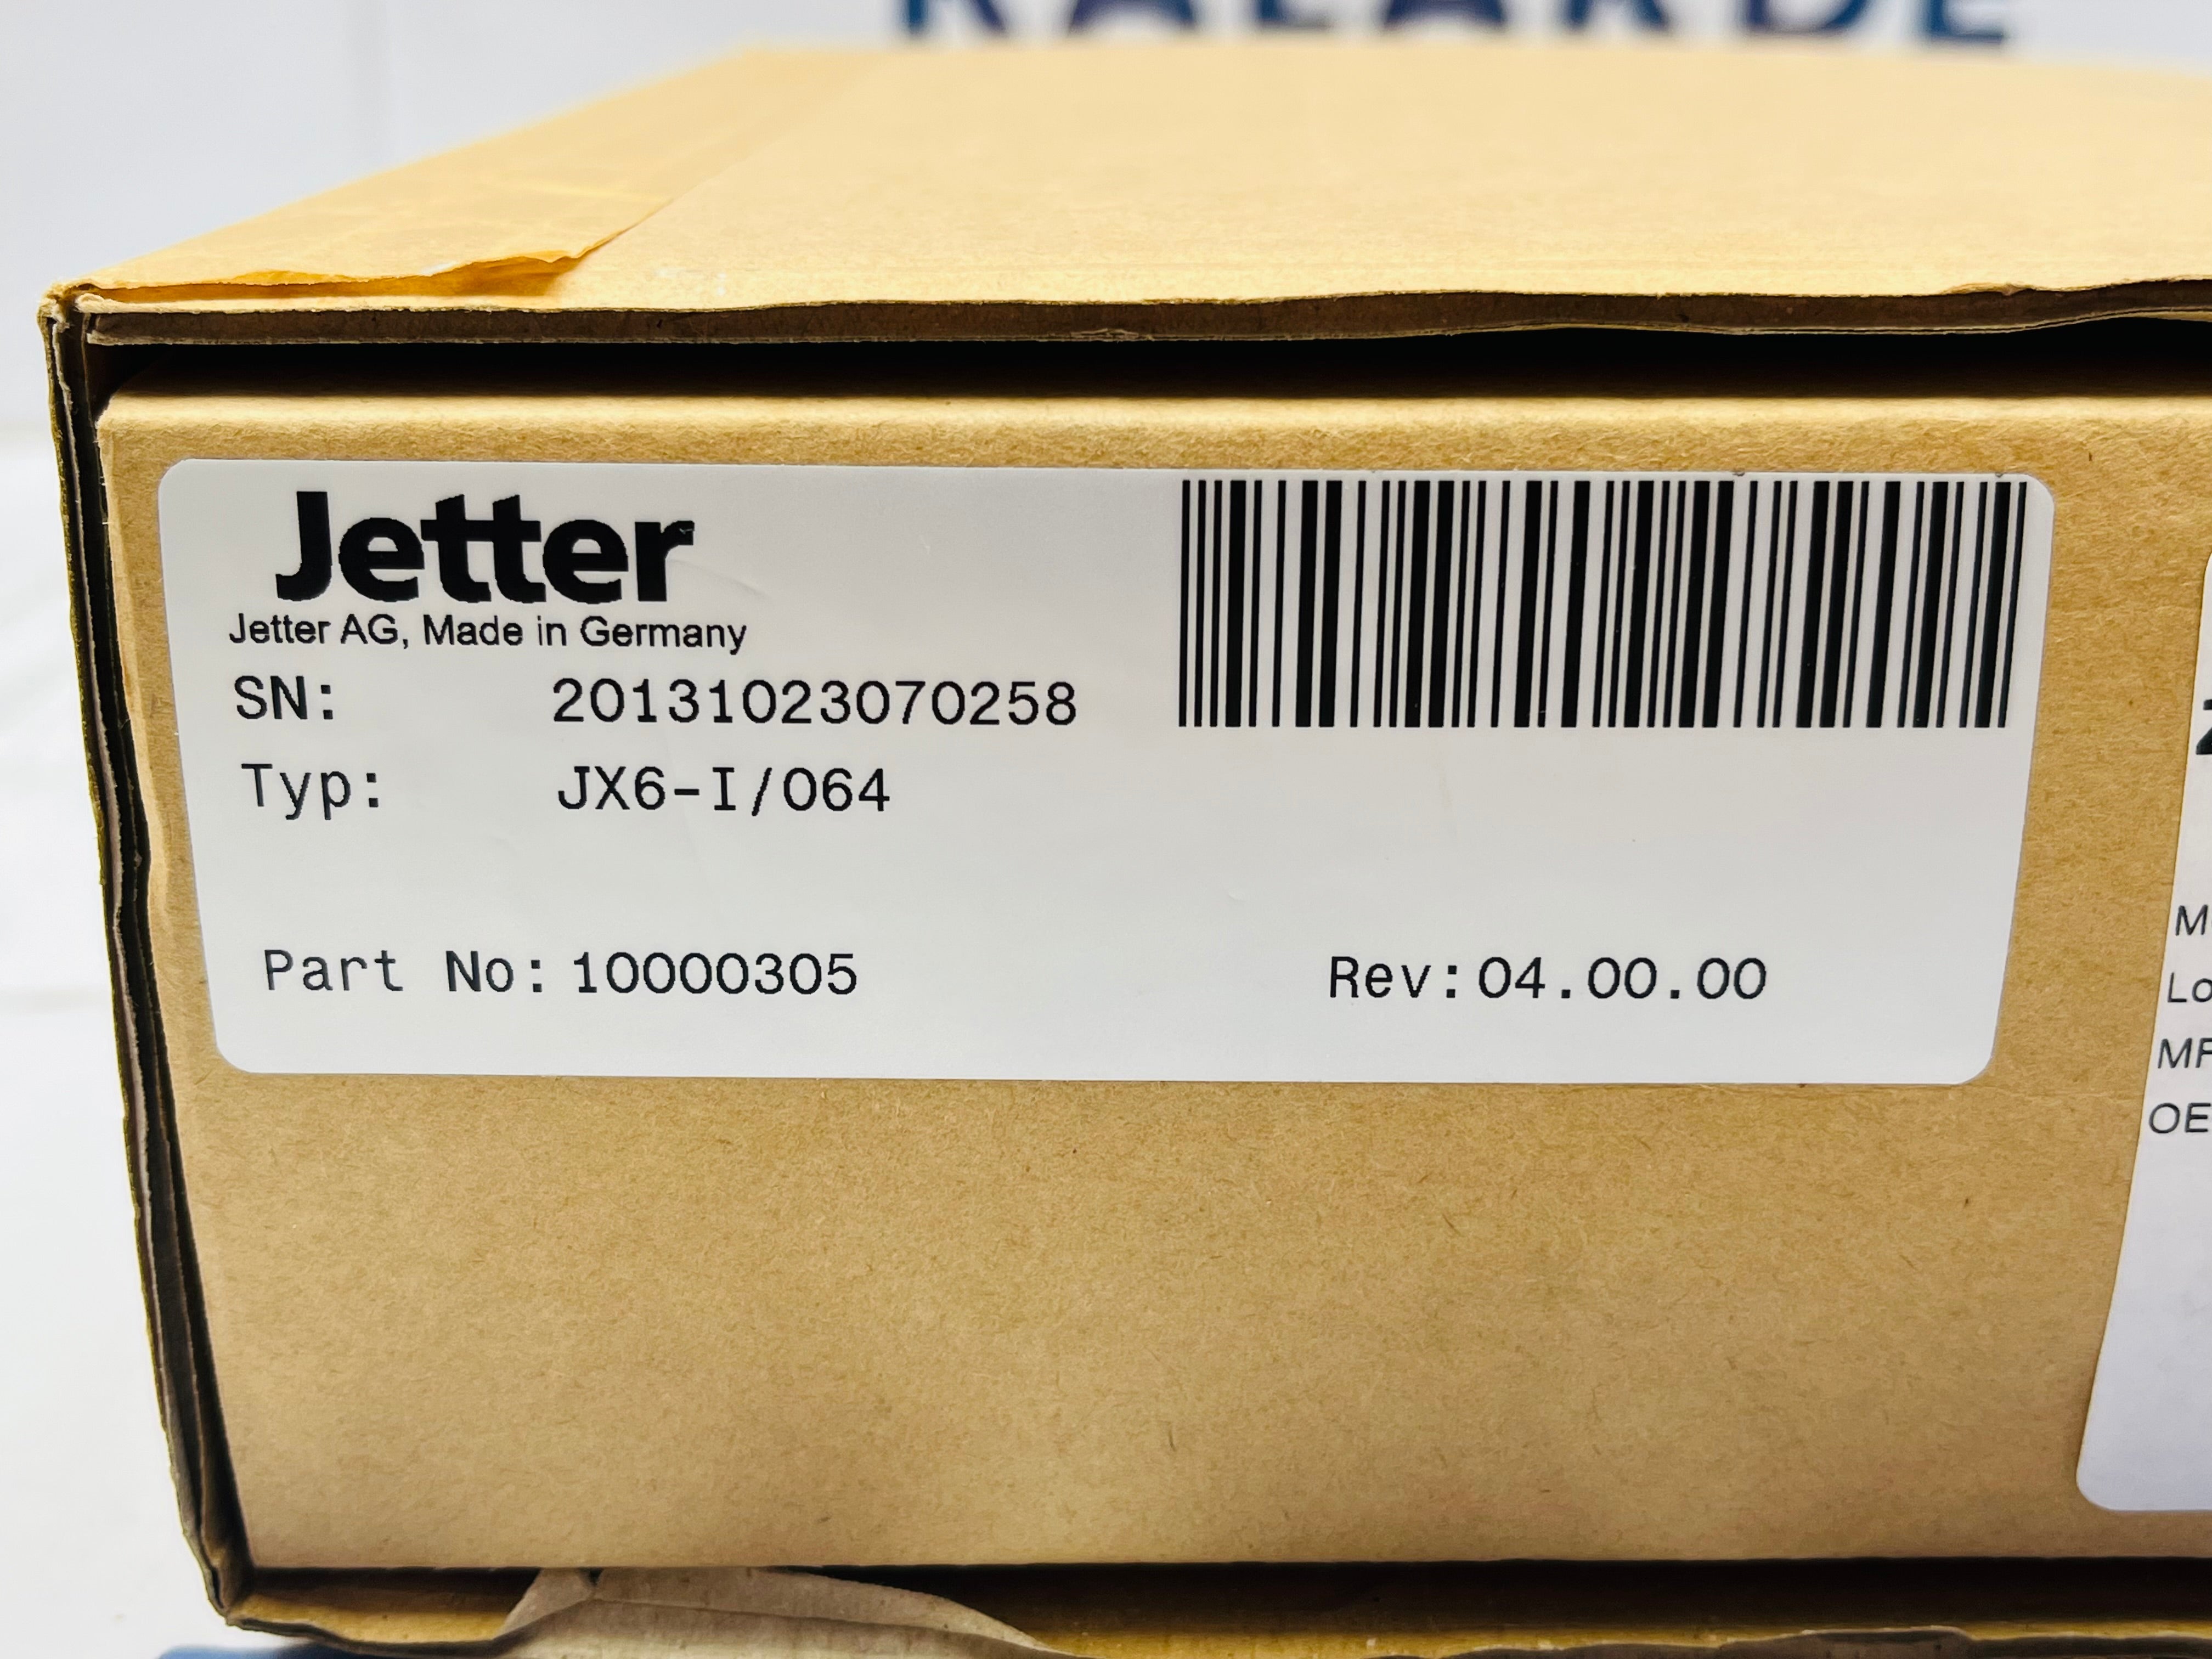 Jetter
Jetter AG, Made in Germany
SN: 20131023070258
Typ: JX6-I/O64
Part No: 10000305 Rev: 04.00.00